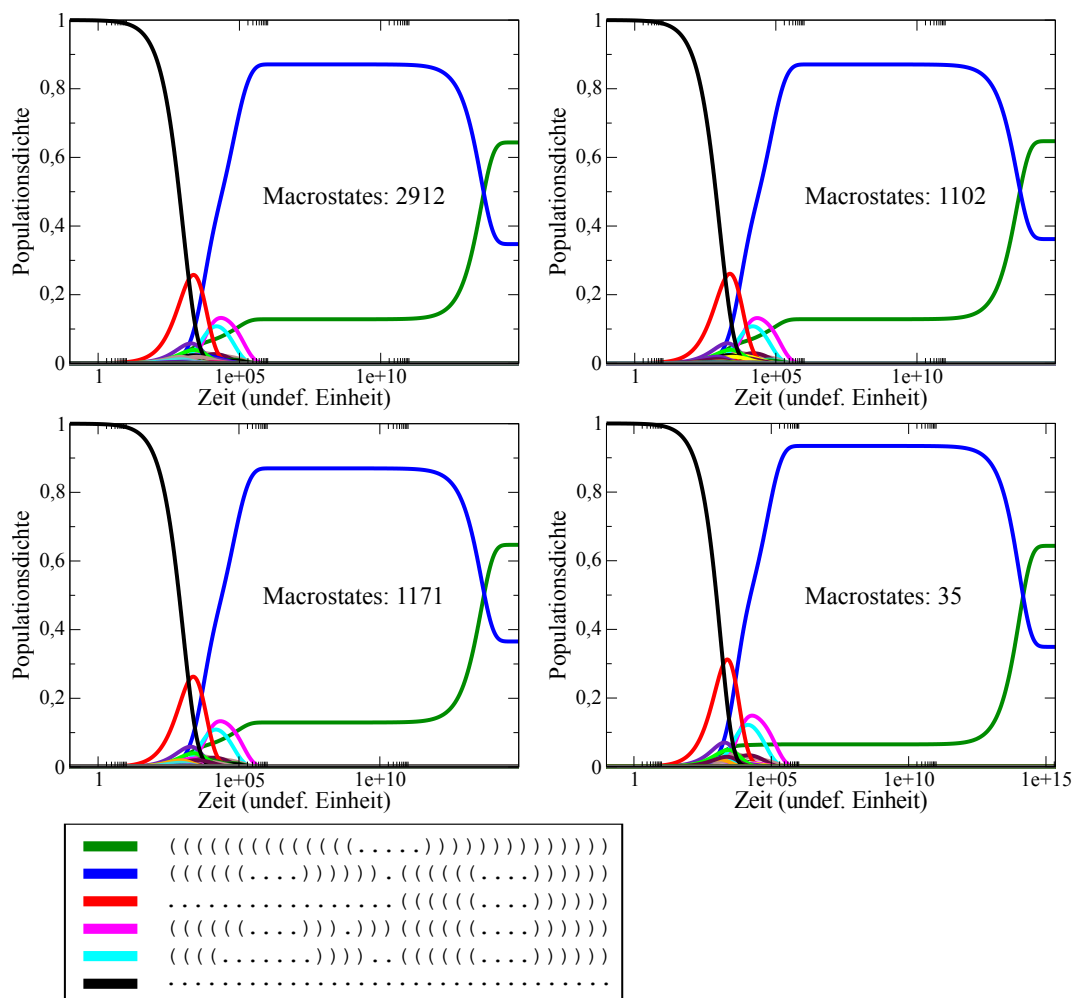 1
0,8
0,6
0,4
0,2
0
Populationsdichte
Macrostates: 2912
1 1e+05 1e+10
Zeit (undef. Einheit)
1
0,8
0,6
0,4
0,2
0
Populationsdichte
Macrostates: 1102
1 1e+05 1e+10
Zeit (undef. Einheit)
1
0,8
0,6
0,4
0,2
0
Populationsdichte
Macrostates: 1171
1 1e+05 1e+10
Zeit (undef. Einheit)
1
0,8
0,6
0,4
0,2
0
Populationsdichte
Macrostates: 35
1 1e+05 1e+10 1e+15
Zeit (undef. Einheit)
((((((((((((((.....))))))))))))))
((((((....)))))).((((((....))))))
.................((((((....))))))
((((((....))).)))((((((....))))))
((((.......))))..((((((....))))))
.................................